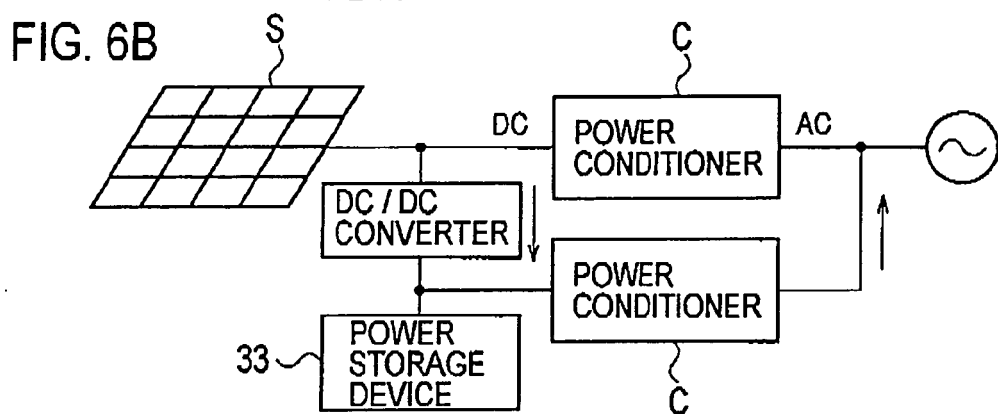 FIG. 6B
S
C
DC
POWER
CONDITIONER
AC
DC / DC
CONVERTER
POWER
CONDITIONER
33
POWER
STORAGE
DEVICE
C